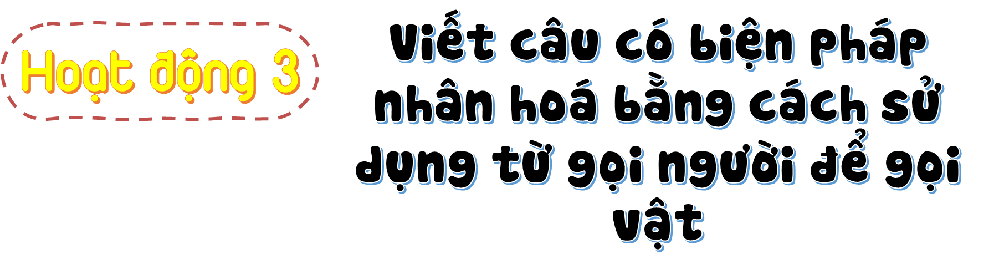 Hoạt động 3
Viết câu có biện pháp
nhân hoá bằng cách sử
dụng từ gọi người để gọi
vật